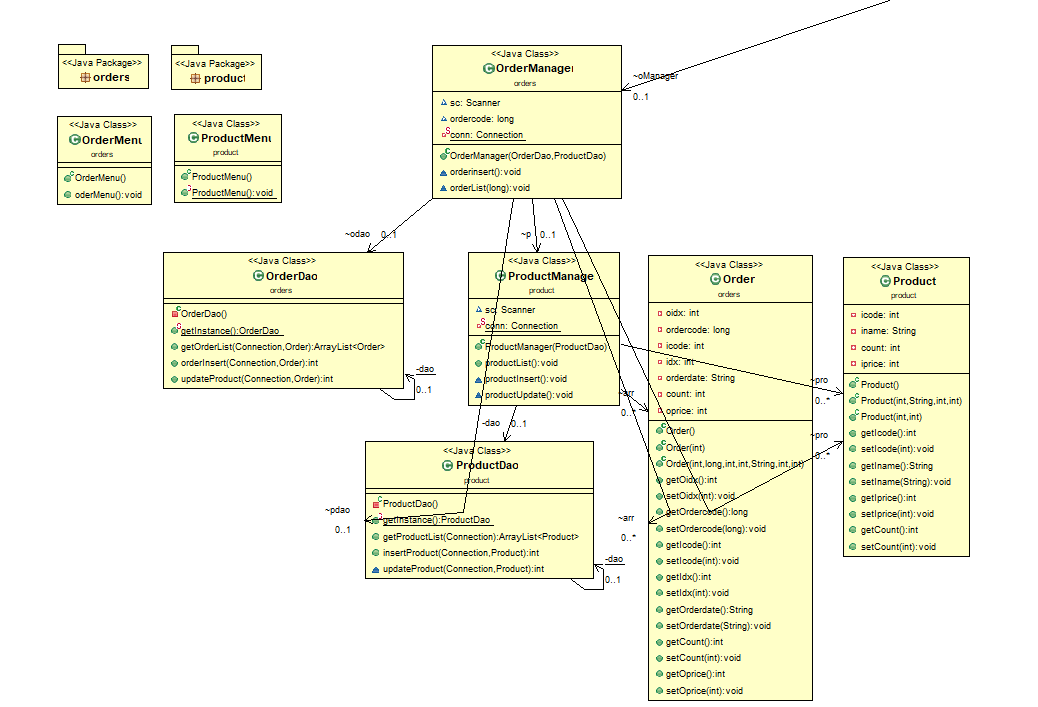 <<Java Package>>
orders
<<Java Package>>
product
<<Java Class>>
OrderMenu
orders
OrderMenu()
oderMenu():void
<<Java Class>>
ProductMenu
product
ProductMenu()
ProductMenu():void
<<Java Class>>
OrderManager
orders
sc: Scanner
ordercode: long
conn: Connection
OrderManager(OrderDao,ProductDao)
orderinsert():void
orderList(long):void
~oManager
0..1
~odao
0..1
~p
0..1
<<Java Class>>
OrderDao
orders
OrderDao()
getInstance():OrderDao
getOrderList(Connection,Order):ArrayList<Order>
orderInsert(Connection,Order):int
updateProduct(Connection,Order):int
-dao
0..1
<<Java Class>>
ProductManage
product
sc: Scanner
conn: Connection
ProductManager(ProductDao)
productList():void
productInsert():void
productUpdate():void
~arr
0..*
-dao
0..1
<<Java Class>>
ProductDao
product
ProductDao()
getInstance():ProductDao
getProductList(Connection):ArrayList<Product>
insertProduct(Connection,Product):int
updateProduct(Connection,Product):int
~pdao
0..1
-dao
0..1
~arr
0..*
<<Java Class>>
Order
orders
oidx: int
ordercode: long
icode: int
idx: int
orderdate: String
count: int
oprice: int
Order()
Order(int)
Order(int,long,int,int,String,int,int)
getOidx():int
setOidx(int):void
getOrdercode():long
setOrdercode(long):void
getIcode():int
setIcode(int):void
getIdx():int
setIdx(int):void
getOrderdate():String
setOrderdate(String):void
getCount():int
setCount(int):void
getOprice():int
setOprice(int):void
~pro
0..*
~pro
0..*
<<Java Class>>
Product
product
icode: int
iname: String
count: int
iprice: int
Product()
Product(int,String,int,int)
Product(int,int)
getIcode():int
setIcode(int):void
getIname():String
setIname(String):void
getIprice():int
setIprice(int):void
getCount():int
setCount(int):void